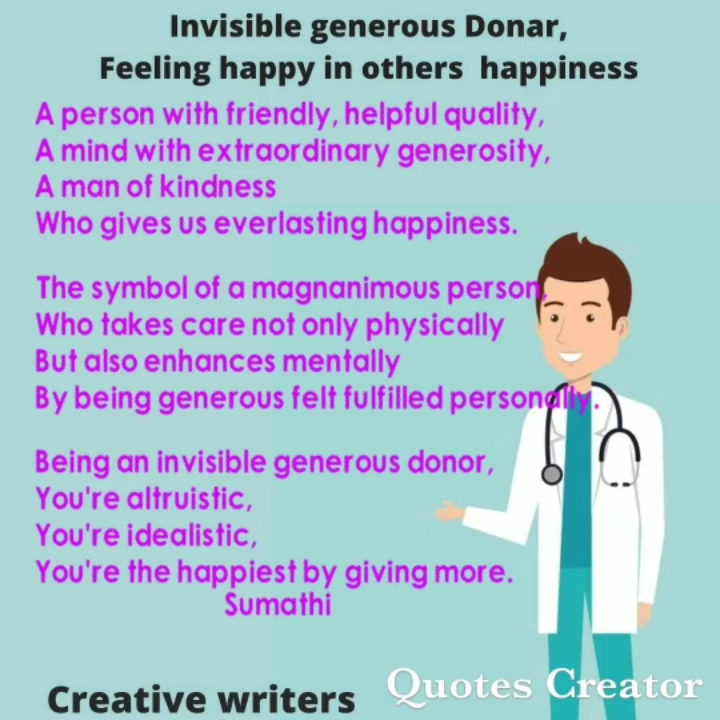 Invisible generous Donar,
Feeling happy in others happiness
A person with friendly, helpful quality,
A mind with extraordinary generosity,
A man of kindness
Who gives us everlasting happiness.
The symbol of a magnanimous person,
Who takes care not only physically
But also enhances mentally
By being generous felt fulfilled personally.
Being an invisible generous donor,
You're altruistic,
You're idealistic,
You're the happiest by giving more.
Sumathi
Creative writers
Quotes Creator